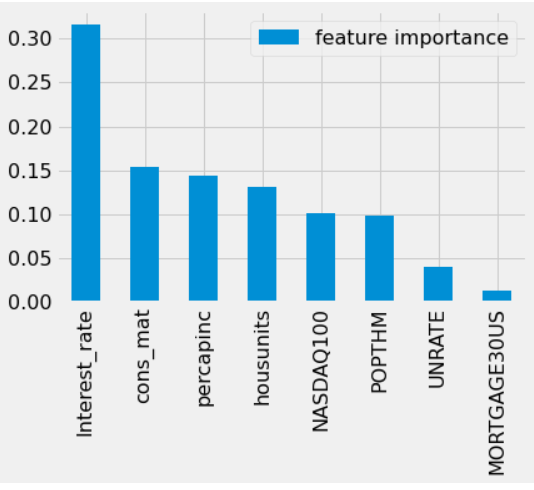 feature importance
0.30
0.25
0.20
0.15
0.10
0.05
0.00
Interest_rate
cons_mat
percapinc
housunits
NASDAQ100
POPTHM
UNRATE
MORTGAGE30US